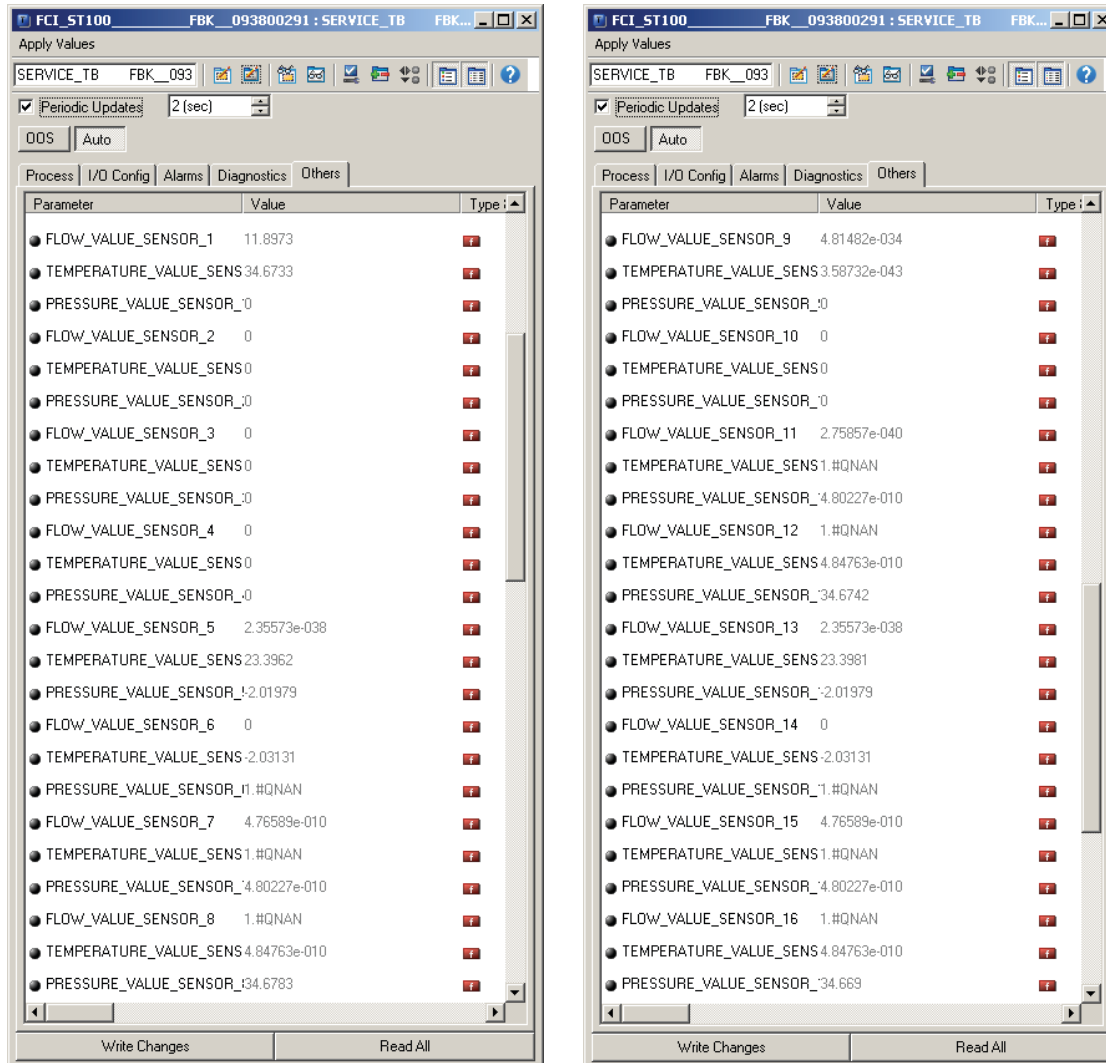 FCI_ST100________FBK__093800291 : SERVICE_TB FBK...
Apply Values
SERVICE_TB FBK__093
Periodic Updates 2 (sec)
OOS Auto
Process I/O Config Alarms Diagnostics Others
Parameter Value Type
FLOW_VALUE_SENSOR_1 11.8973
TEMPERATURE_VALUE_SENS 34.6733
PRESSURE_VALUE_SENSOR_ 0
FLOW_VALUE_SENSOR_2 0
TEMPERATURE_VALUE_SENS 0
PRESSURE_VALUE_SENSOR_ 0
FLOW_VALUE_SENSOR_3 0
TEMPERATURE_VALUE_SENS 0
PRESSURE_VALUE_SENSOR_ 0
FLOW_VALUE_SENSOR_4 0
TEMPERATURE_VALUE_SENS 0
PRESSURE_VALUE_SENSOR_ 0
FLOW_VALUE_SENSOR_5 2.35573e-038
TEMPERATURE_VALUE_SENS 23.3962
PRESSURE_VALUE_SENSOR_ -2.01979
FLOW_VALUE_SENSOR_6 0
TEMPERATURE_VALUE_SENS -2.03131
PRESSURE_VALUE_SENSOR_ 1.#QNAN
FLOW_VALUE_SENSOR_7 4.76589e-010
TEMPERATURE_VALUE_SENS 1.#QNAN
PRESSURE_VALUE_SENSOR_ 4.80227e-010
FLOW_VALUE_SENSOR_8 1.#QNAN
TEMPERATURE_VALUE_SENS 4.84763e-010
PRESSURE_VALUE_SENSOR_ 34.6783
Write Changes Read All
FCI_ST100________FBK__093800291 : SERVICE_TB FBK...
Apply Values
SERVICE_TB FBK__093
Periodic Updates 2 (sec)
OOS Auto
Process I/O Config Alarms Diagnostics Others
Parameter Value Type
FLOW_VALUE_SENSOR_9 4.81482e-034
TEMPERATURE_VALUE_SENS 3.58732e-043
PRESSURE_VALUE_SENSOR_ 0
FLOW_VALUE_SENSOR_10 0
TEMPERATURE_VALUE_SENS 0
PRESSURE_VALUE_SENSOR_ 0
FLOW_VALUE_SENSOR_11 2.75857e-040
TEMPERATURE_VALUE_SENS 1.#QNAN
PRESSURE_VALUE_SENSOR_ 4.80227e-010
FLOW_VALUE_SENSOR_12 1.#QNAN
TEMPERATURE_VALUE_SENS 4.84763e-010
PRESSURE_VALUE_SENSOR_ 34.6742
FLOW_VALUE_SENSOR_13 2.35573e-038
TEMPERATURE_VALUE_SENS 23.3981
PRESSURE_VALUE_SENSOR_ -2.01979
FLOW_VALUE_SENSOR_14 0
TEMPERATURE_VALUE_SENS -2.03131
PRESSURE_VALUE_SENSOR_ 1.#QNAN
FLOW_VALUE_SENSOR_15 4.76589e-010
TEMPERATURE_VALUE_SENS 1.#QNAN
PRESSURE_VALUE_SENSOR_ 4.80227e-010
FLOW_VALUE_SENSOR_16 1.#QNAN
TEMPERATURE_VALUE_SENS 4.84763e-010
PRESSURE_VALUE_SENSOR_ 34.669
Write Changes Read All